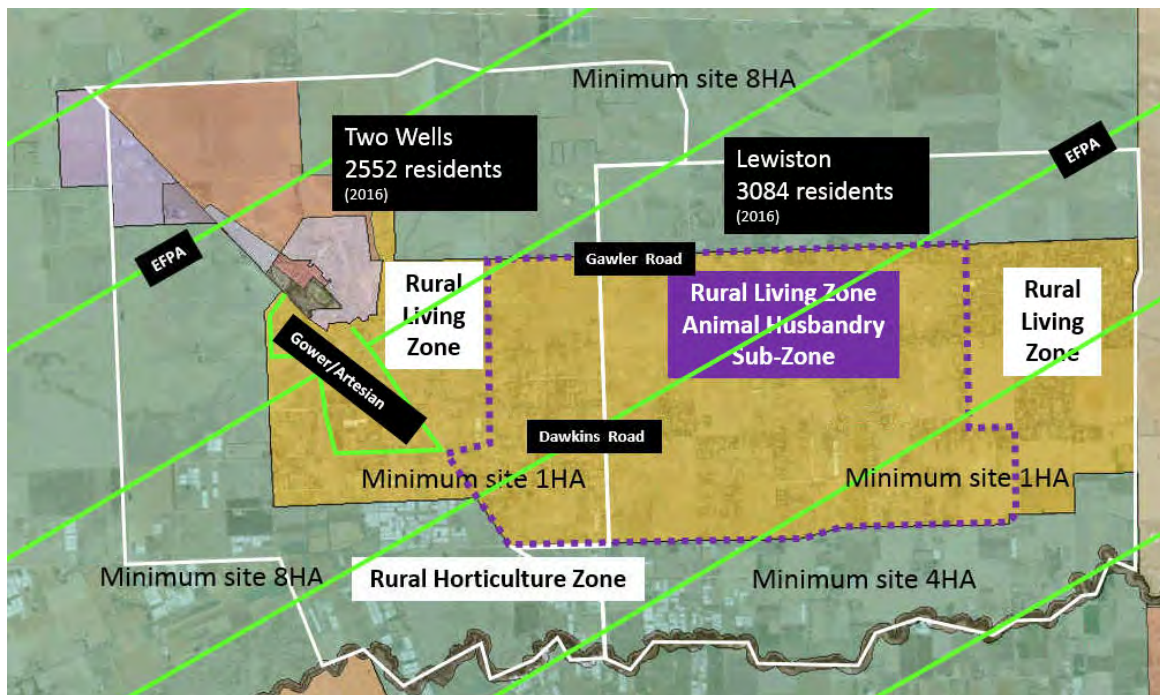 Minimum site 8HA
Two Wells
2552 residents
(2016)
Lewiston
3084 residents
(2016)
EFPA
EFPA
Gawler Road
Rural
Living
Zone
Rural Living Zone
Animal Husbandry
Sub-Zone
Rural
Living
Zone
Gower/Artesian
Dawkins Road
Minimum site 1HA
Minimum site 1HA
Minimum site 8HA
Rural Horticulture Zone
Minimum site 4HA